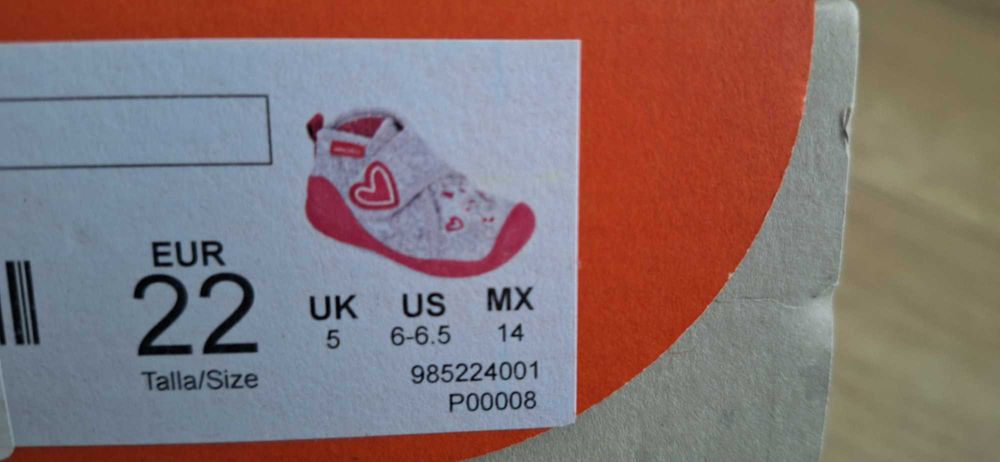 EUR
22
Talla/Size
UK US MX
5 6-6.5 14
985224001
P00008